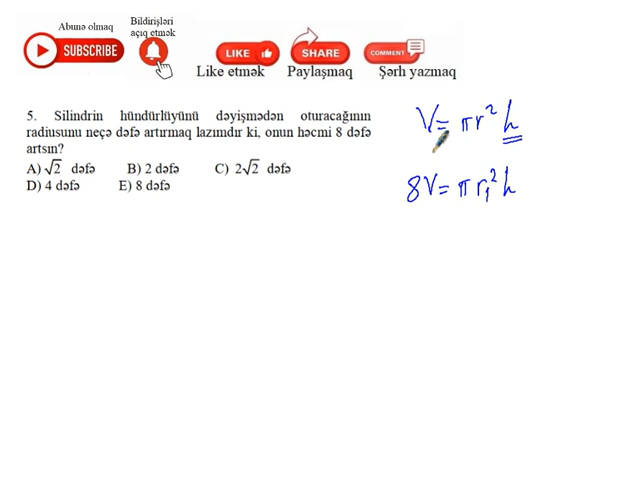 Abunə olmaq
Bildirişləri
açıq etmək
SUBSCRIBE
LIKE
SHARE
COMMENT
Like etmək Paylaşmaq Şərh yazmaq
5. Silindrin hündürlüyünü dəyişmədən oturacağının
radiusunu neçə dəfə artırmaq lazımdır ki, onun həcmi 8 dəfə
artsın?
A) √2 dəfə B) 2 dəfə C) 2√2 dəfə
D) 4 dəfə E) 8 dəfə
V = πr² h
8V = πr₁² h